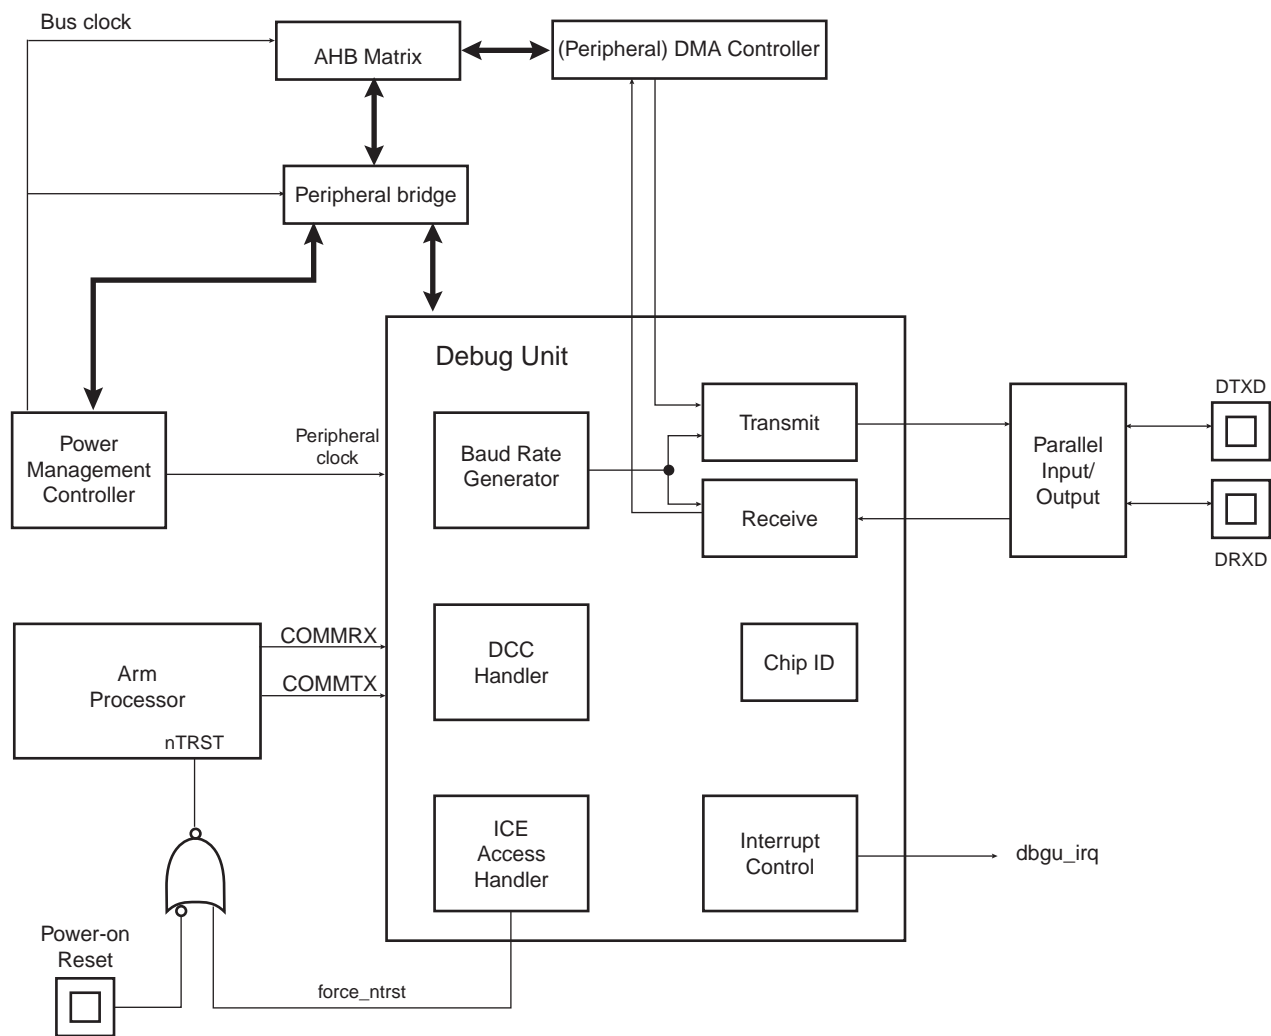 Bus clock
AHB Matrix
(Peripheral) DMA Controller
Peripheral bridge
Debug Unit
Power
Management
Controller
Peripheral
clock
Baud Rate
Generator
Transmit
Receive
Parallel
Input/
Output
DTXD
DRXD
Arm
Processor
nTRST
COMMRX
COMMTX
DCC
Handler
Chip ID
ICE
Access
Handler
Interrupt
Control
dbgu_irq
Power-on
Reset
force_ntrst